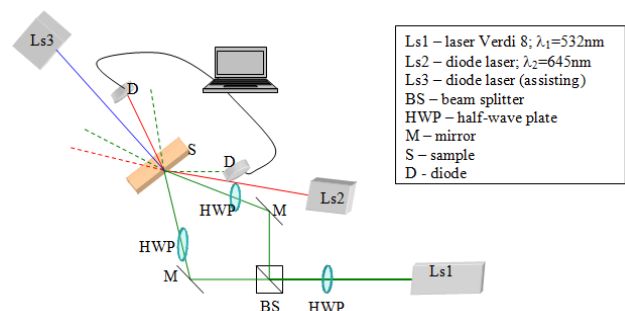 Ls3
D
S
D
HWP
M
Ls2
HWP
M
BS
HWP
Ls1
Ls1 – laser Verdi 8; λ1=532nm
Ls2 – diode laser; λ2=645nm
Ls3 – diode laser (assisting)
BS – beam splitter
HWP – half-wave plate
M – mirror
S – sample
D - diode